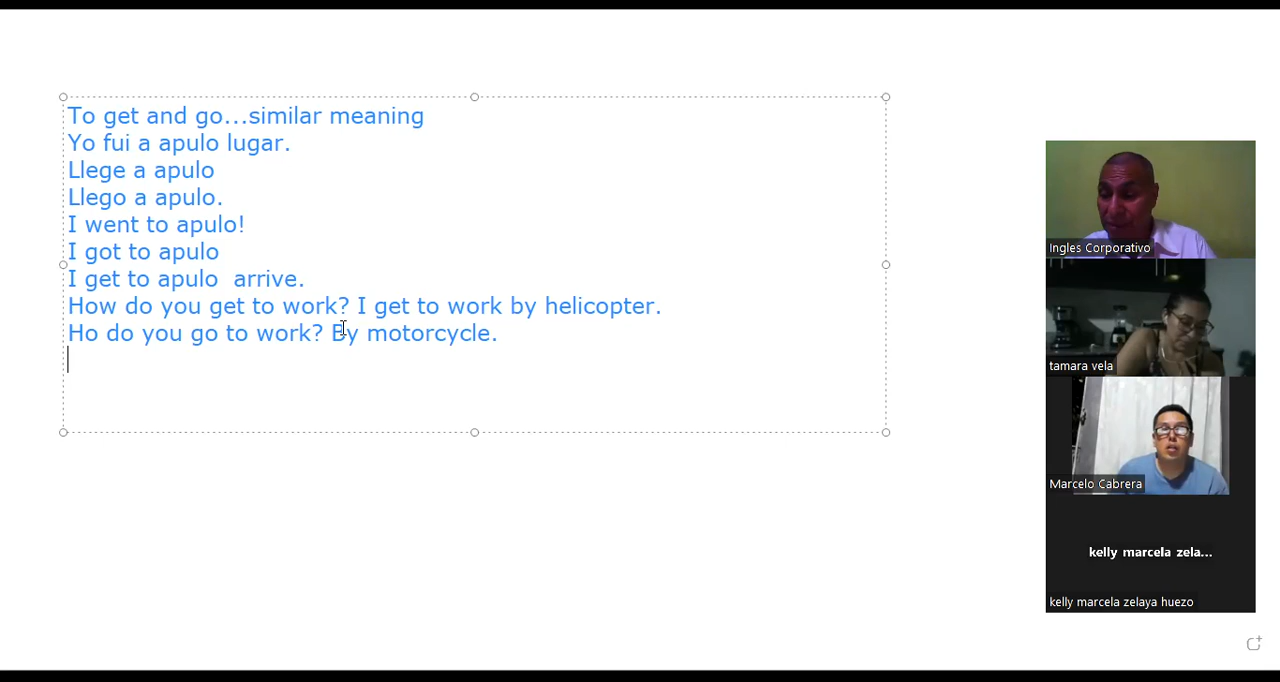 To get and go...similar meaning
Yo fui a apulo lugar.
Llege a apulo
Llego a apulo.
I went to apulo!
I got to apulo
I get to apulo  arrive.
How do you get to work? I get to work by helicopter.
Ho do you go to work? By motorcycle.
Ingles Corporativo
tamara vela
Marcelo Cabrera
kelly marcela zela...
kelly marcela zelaya huezo